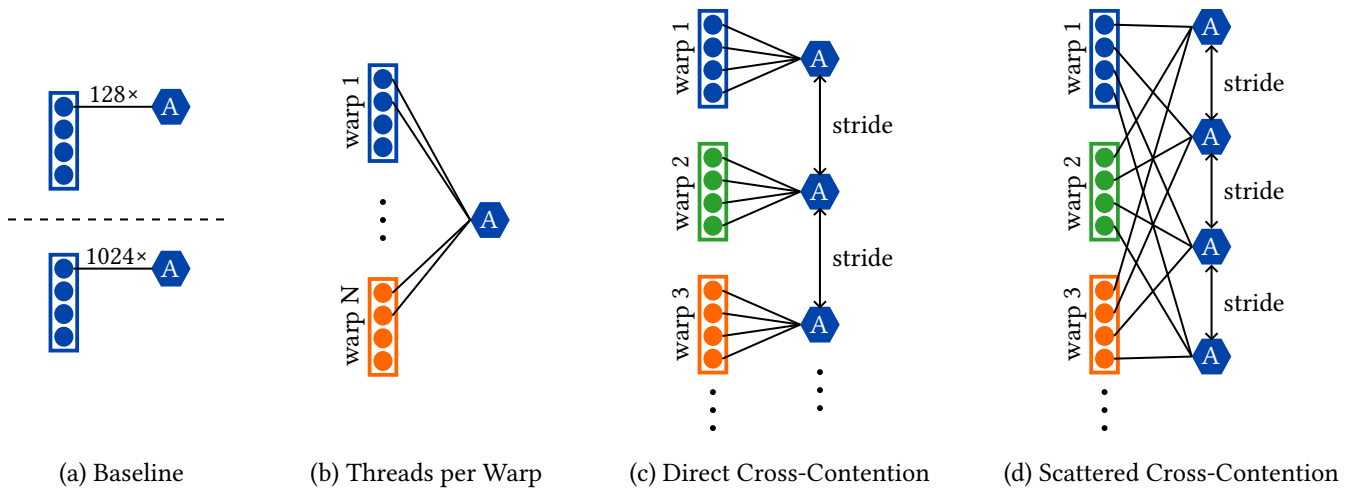 128×
A
1024×
A
(a) Baseline
warp 1
A
warp N
(b) Threads per Warp
warp 1
A
stride
warp 2
A
stride
warp 3
A
(c) Direct Cross-Contention
warp 1
A
stride
A
warp 2
stride
A
warp 3
stride
A
(d) Scattered Cross-Contention